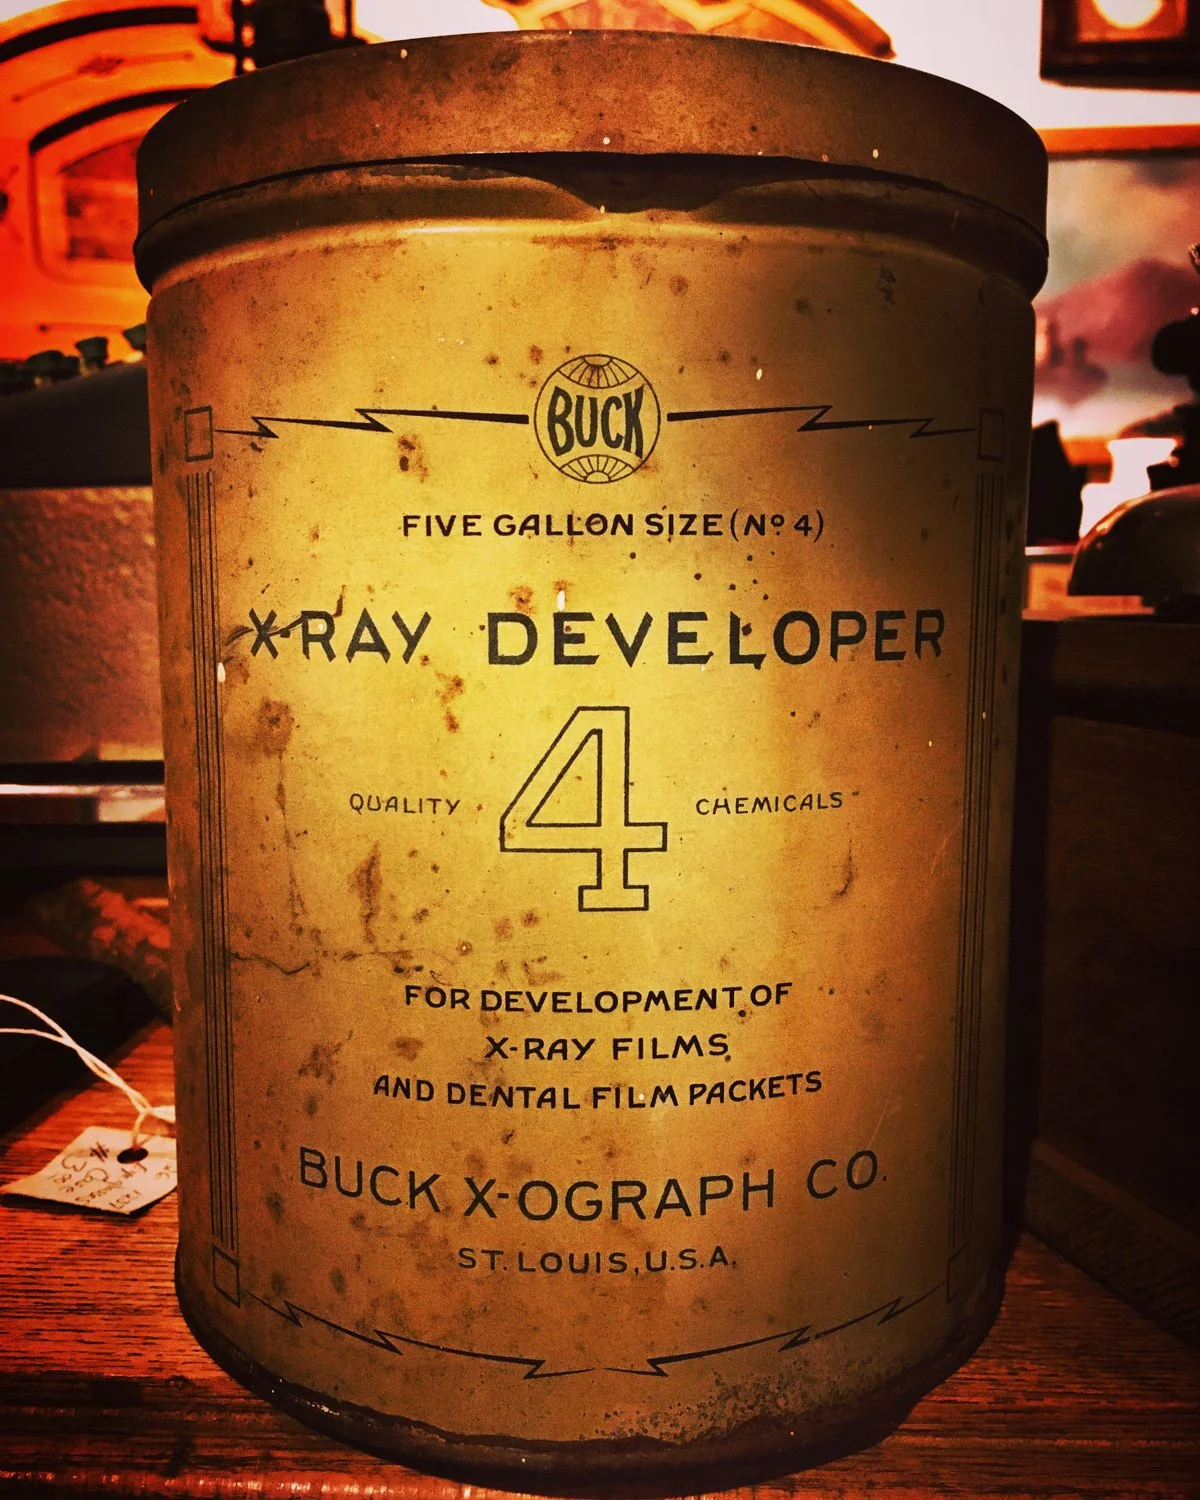 BUCK
FIVE GALLON SIZE (Nº 4)
X-RAY DEVELOPER
4
QUALITY CHEMICALS
FOR DEVELOPMENT OF
X-RAY FILMS
AND DENTAL FILM PACKETS
BUCK X-OGRAPH CO.
ST. LOUIS, U.S.A.